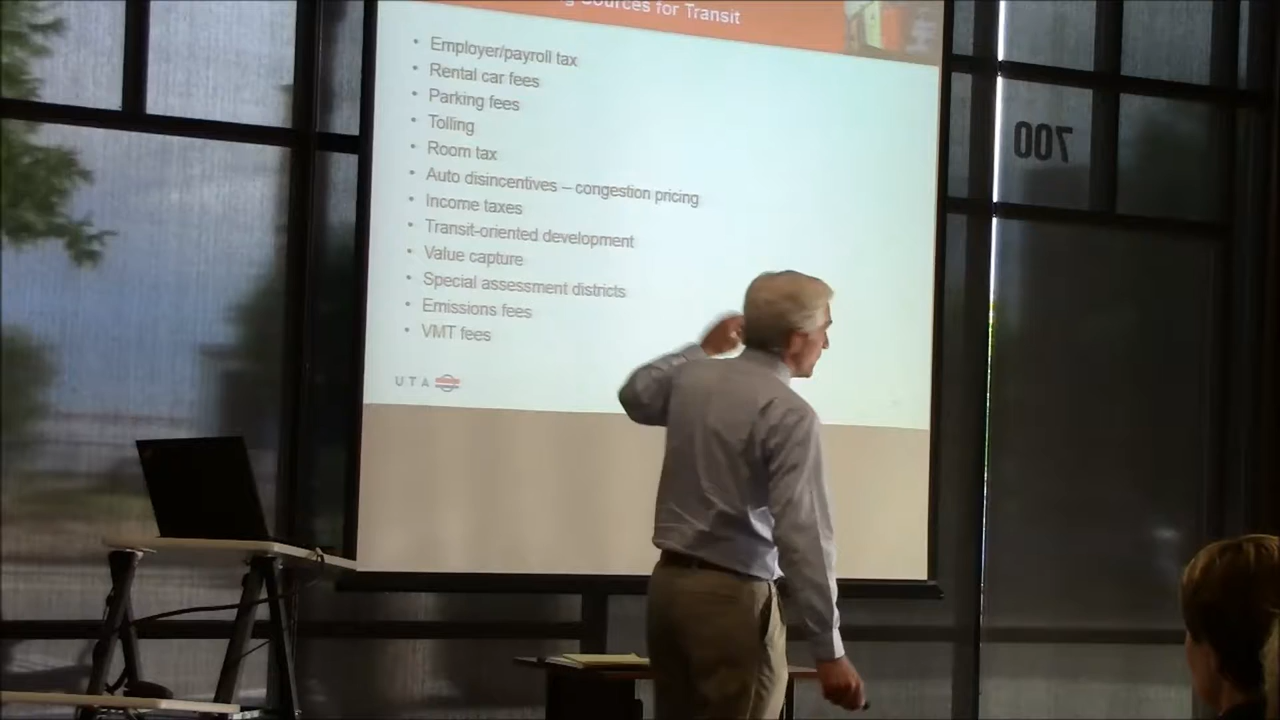 Sources for Transit
• Employer/payroll tax
• Rental car fees
• Parking fees
• Tolling
• Room tax
• Auto disincentives – congestion pricing
• Income taxes
• Transit-oriented development
• Value capture
• Special assessment districts
• Emissions fees
• VMT fees
UTA
700